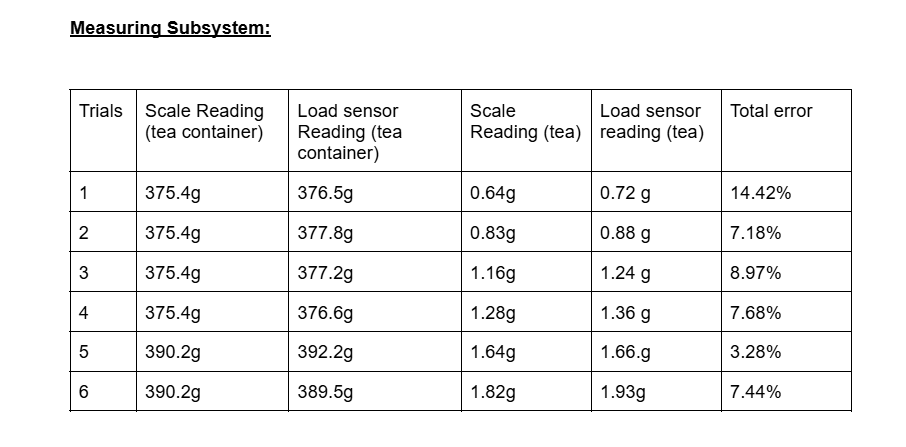 Measuring Subsystem:
Trials Scale Reading (tea container) Load sensor Reading (tea container) Scale Reading (tea) Load sensor reading (tea) Total error
1 375.4g 376.5g 0.64g 0.72 g 14.42%
2 375.4g 377.8g 0.83g 0.88 g 7.18%
3 375.4g 377.2g 1.16g 1.24 g 8.97%
4 375.4g 376.6g 1.28g 1.36 g 7.68%
5 390.2g 392.2g 1.64g 1.66.g 3.28%
6 390.2g 389.5g 1.82g 1.93g 7.44%